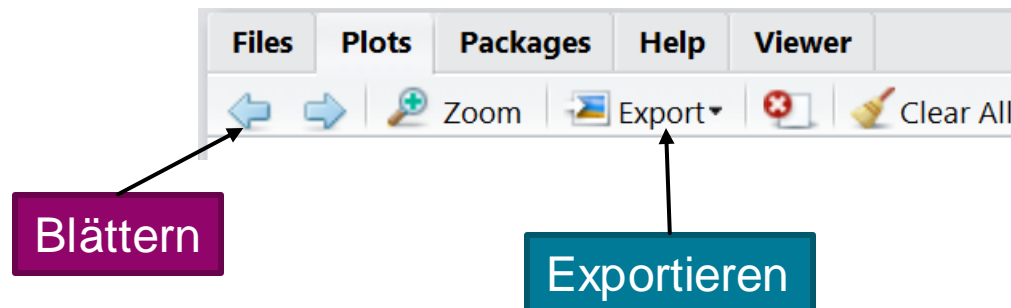 Files Plots Packages Help Viewer
Zoom Export Clear All
Blättern
Exportieren